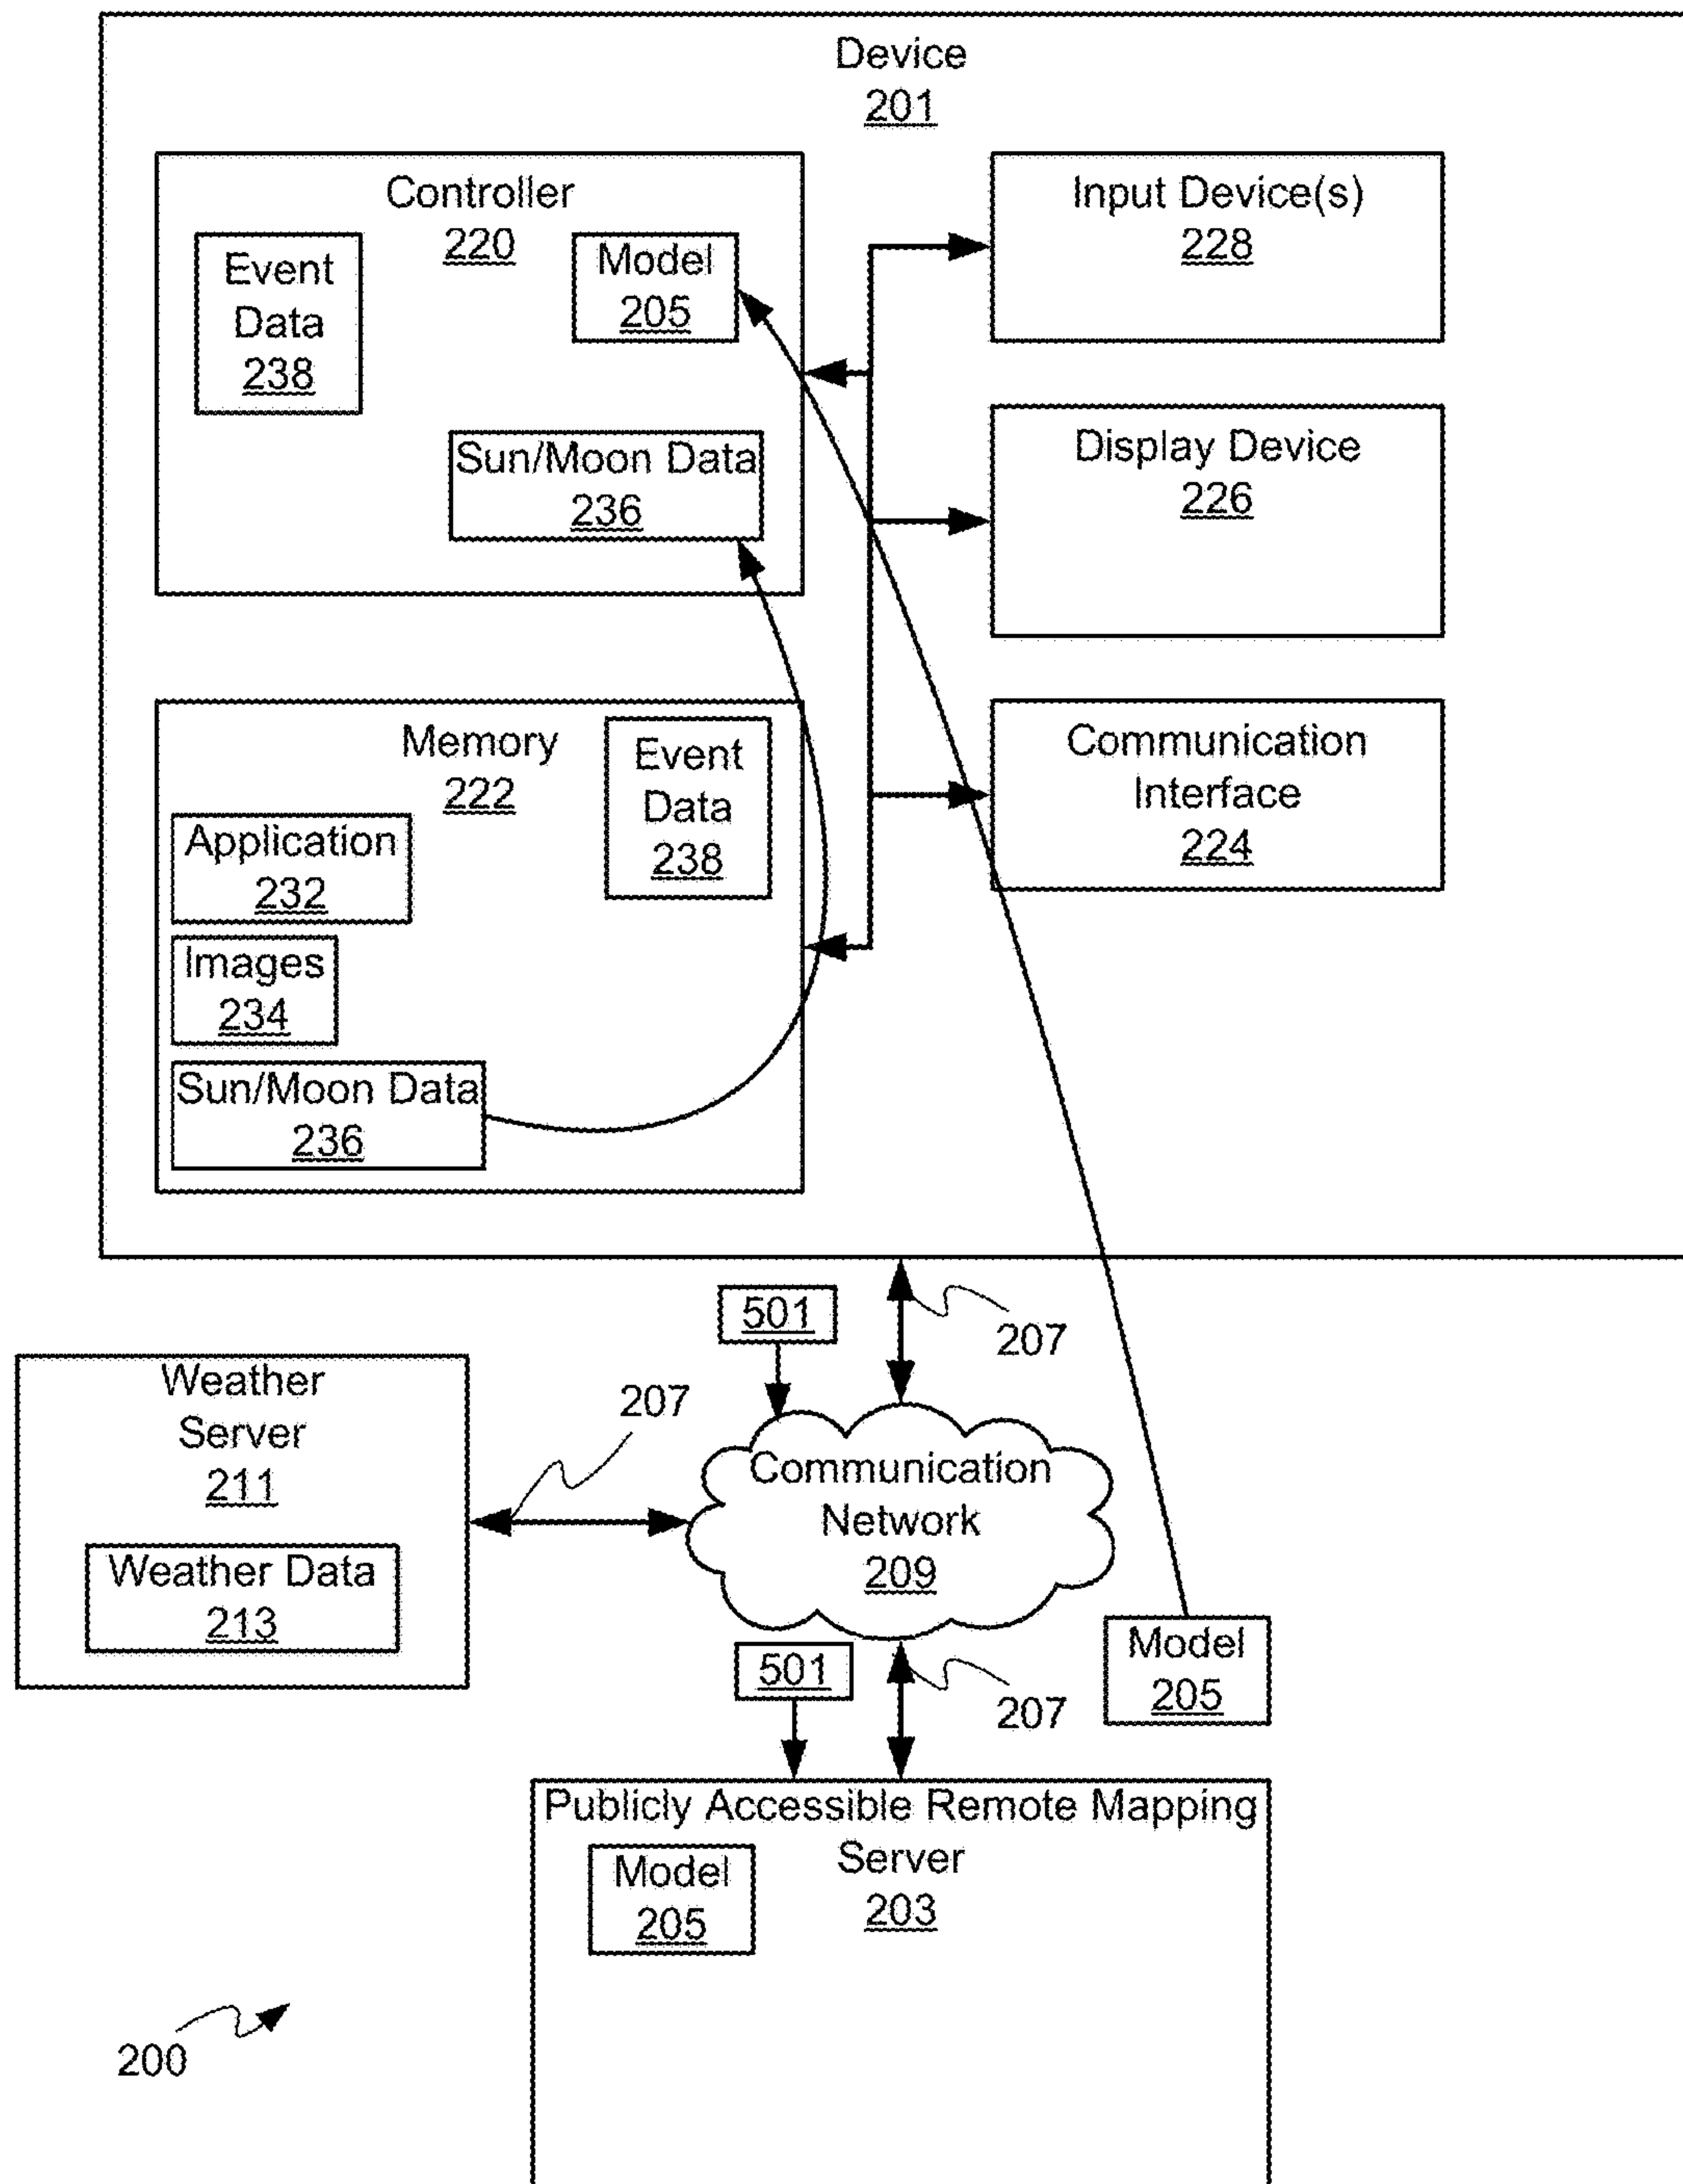 Device
201
Controller
220
Event
Data
238
Model
205
Sun/Moon Data
236
Input Device(s)
228
Display Device
226
Memory
222
Event
Data
238
Application
232
Images
234
Sun/Moon Data
236
Communication
Interface
224
501
207
Weather
Server
211
Weather Data
213
207
Communication
Network
209
501
207
Model
205
Publicly Accessible Remote Mapping
Server
203
Model
205
200